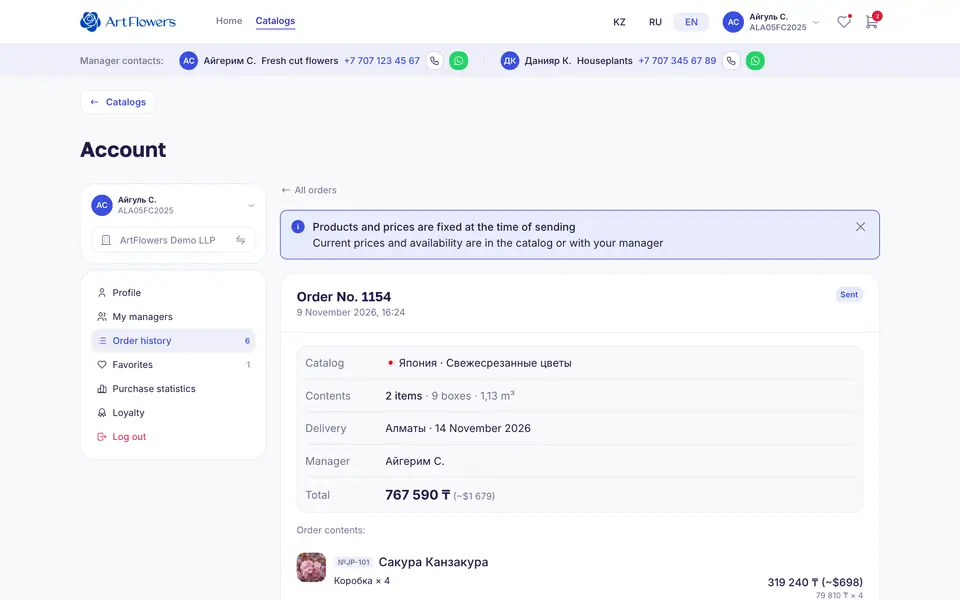 ArtFlowers
Home
Catalogs
KZ
RU
EN
АС
Айгуль С.
ALA05FC2025
2
Manager contacts:
АС Айгерим С. Fresh cut flowers +7 707 123 45 67
ДК Данияр К. Houseplants +7 707 345 67 89
← Catalogs
Account
АС
Айгуль С.
ALA05FC2025
ArtFlowers Demo LLP
Profile
My managers
Order history 6
Favorites 1
Purchase statistics
Loyalty
Log out
← All orders
Products and prices are fixed at the time of sending
Current prices and availability are in the catalog or with your manager
Order No. 1154
Sent
9 November 2026, 16:24
Catalog Япония · Свежесрезанные цветы
Contents 2 items · 9 boxes · 1,13 m³
Delivery Алматы · 14 November 2026
Manager Айгерим С.
Total 767 590 ₸ (~$1 679)
Order contents:
№JP-101 Сакура Канзакура
Коробка × 4
319 240 ₸ (~$698)
79 810 ₸ × 4